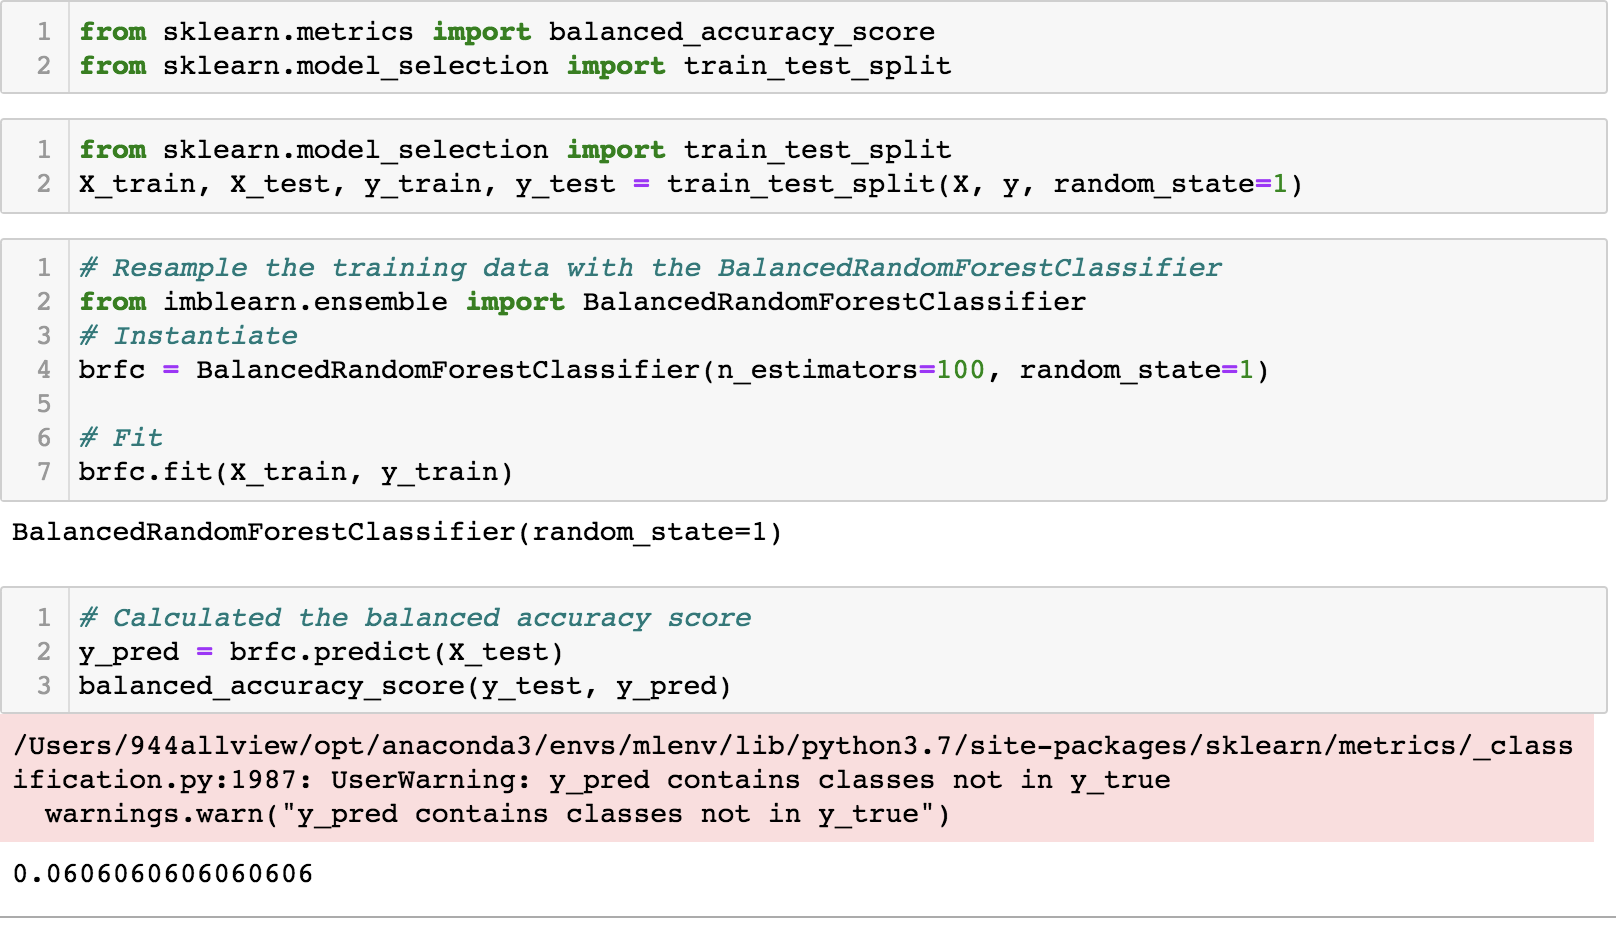 1 from sklearn.metrics import balanced_accuracy_score
2 from sklearn.model_selection import train_test_split
1 from sklearn.model_selection import train_test_split
2 X_train, X_test, y_train, y_test = train_test_split(X, y, random_state=1)
1 # Resample the training data with the BalancedRandomForestClassifier
2 from imblearn.ensemble import BalancedRandomForestClassifier
3 # Instantiate
4 brfc = BalancedRandomForestClassifier(n_estimators=100, random_state=1)
5
6 # Fit
7 brfc.fit(X_train, y_train)
BalancedRandomForestClassifier(random_state=1)
1 # Calculated the balanced accuracy score
2 y_pred = brfc.predict(X_test)
3 balanced_accuracy_score(y_test, y_pred)
/Users/944allview/opt/anaconda3/envs/mlenv/lib/python3.7/site-packages/sklearn/metrics/_class
ification.py:1987: UserWarning: y_pred contains classes not in y_true
  warnings.warn("y_pred contains classes not in y_true")
0.0606060606060606